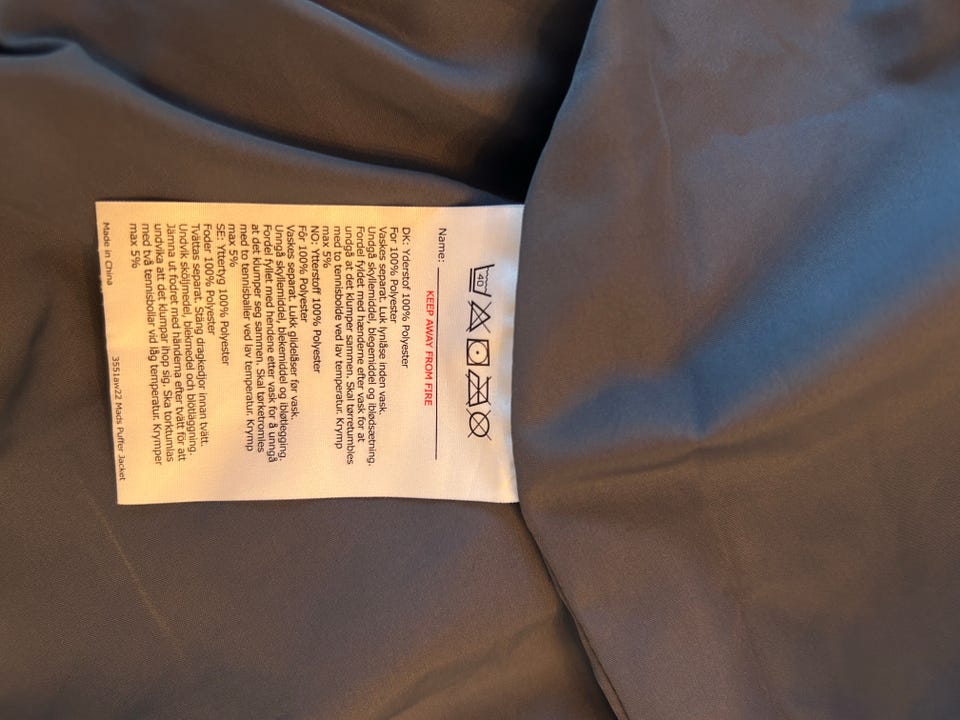 40
Name:
KEEP AWAY FROM FIRE
DK: Yderstof 100% Polyester
For 100% Polyester
Vaskes separat. Luk lynlåse inden vask.
Undgå skyllemiddel, blegemiddel og iblødsætning.
Fordel fyldet med hænderne efter vask for at
undgå at det klumper sammen. Skal tørretumbles
med to tennisbolde ved lav temperatur. Krymp
max 5%
NO: Ytterstoff 100% Polyester
Fôr 100% Polyester
Vaskes separat. Lukk glidelåser før vask.
Unngå skyllemiddel, blekemiddel og ibløtlegging.
Fordel fyllet med hendene etter vask for å unngå
at det klumper seg sammen. Skal tørketromles
med to tennisballer ved lav temperatur. Krymp
max 5%
SE: Yttertyg 100% Polyester
Foder 100% Polyester
Tvättas separat. Stäng dragkedjor innan tvätt.
Undvik sköljmedel, blekmedel och blötläggning.
Jämna ut fodret med händerna efter tvätt för att
undvika att det klumpar ihop sig. Ska torktumlas
med två tennisbollar vid låg temperatur. Krymper
max 5%
Made in China
3551aw22 Mads Puffer Jacket